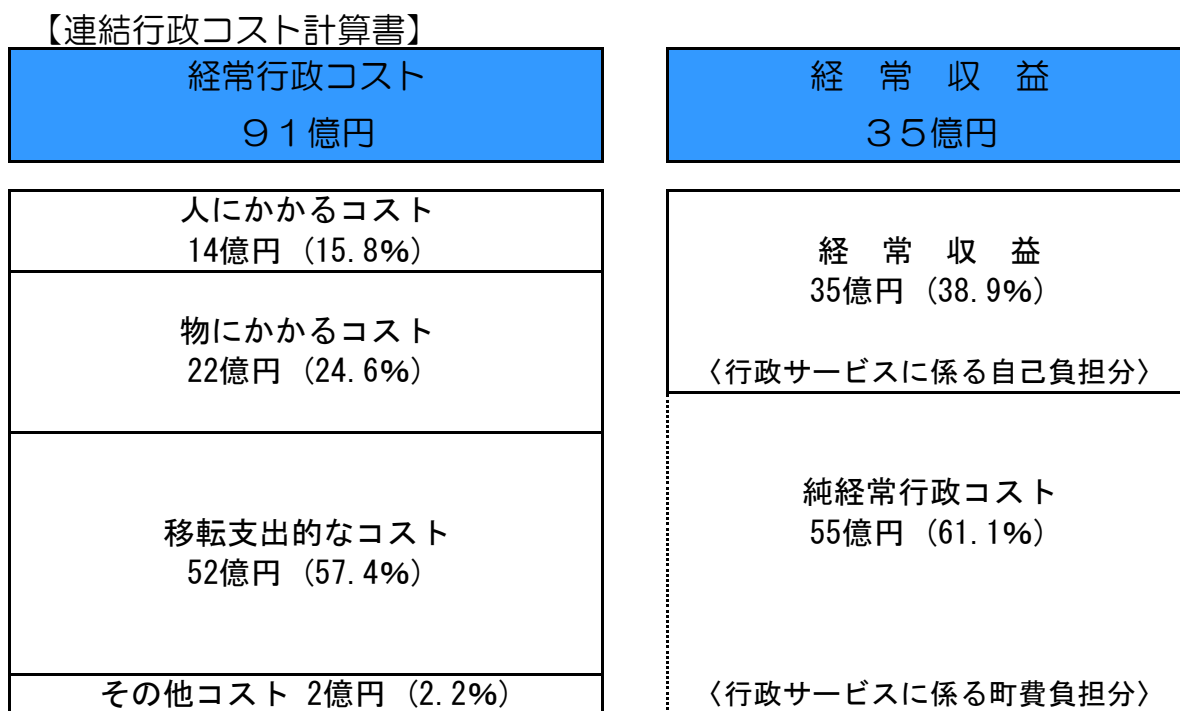 【連結行政コスト計算書】
経常行政コスト
９１億円
人にかかるコスト
14億円 (15.8%)
物にかかるコスト
22億円 (24.6%)
移転支出的なコスト
52億円 (57.4%)
その他コスト 2億円 (2.2%)
経　常　収　益
３５億円
経　常　収　益
35億円 (38.9%)
〈行政サービスに係る自己負担分〉
純経常行政コスト
55億円 (61.1%)
〈行政サービスに係る町費負担分〉